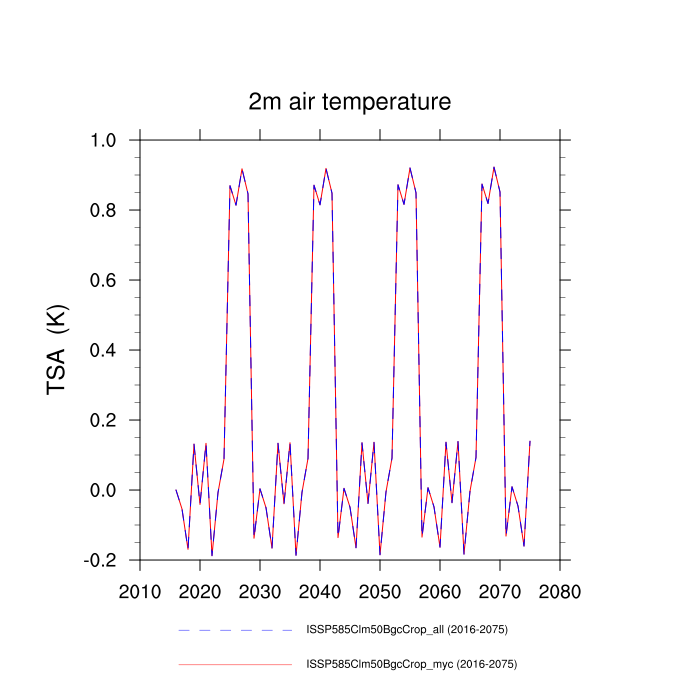 2m air temperature
TSA (K)
1.0
0.8
0.6
0.4
0.2
0.0
-0.2
2010 2020 2030 2040 2050 2060 2070 2080
ISSP585Clm50BgcCrop_all (2016-2075)
ISSP585Clm50BgcCrop_myc (2016-2075)